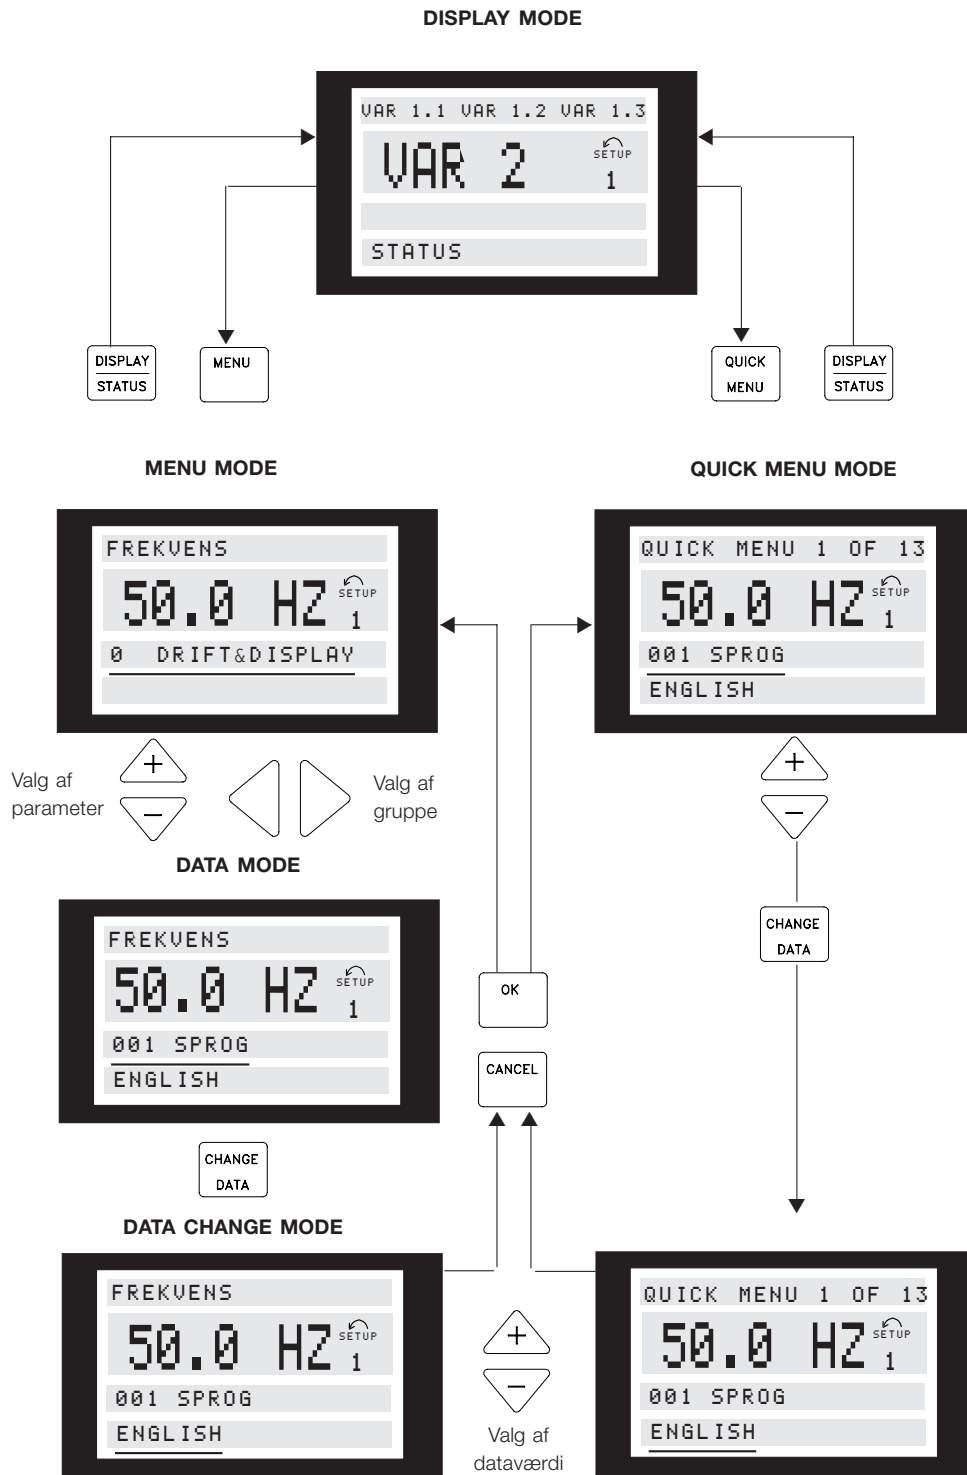 DISPLAY MODE
VAR 1.1 VAR 1.2 VAR 1.3
VAR 2
SETUP
1
STATUS
DISPLAY
STATUS
MENU
QUICK
MENU
DISPLAY
STATUS
MENU MODE
FREKVENS
50.0 HZ
SETUP
1
0 DRIFT&DISPLAY
Valg af
parameter
+
−
Valg af
gruppe
QUICK MENU MODE
QUICK MENU 1 OF 13
50.0 HZ
SETUP
1
001 SPROG
ENGLISH
+
−
CHANGE
DATA
DATA MODE
FREKVENS
50.0 HZ
SETUP
1
001 SPROG
ENGLISH
OK
CANCEL
CHANGE
DATA
DATA CHANGE MODE
FREKVENS
50.0 HZ
SETUP
1
001 SPROG
ENGLISH
+
−
Valg af
dataværdi
QUICK MENU 1 OF 13
50.0 HZ
SETUP
1
001 SPROG
ENGLISH